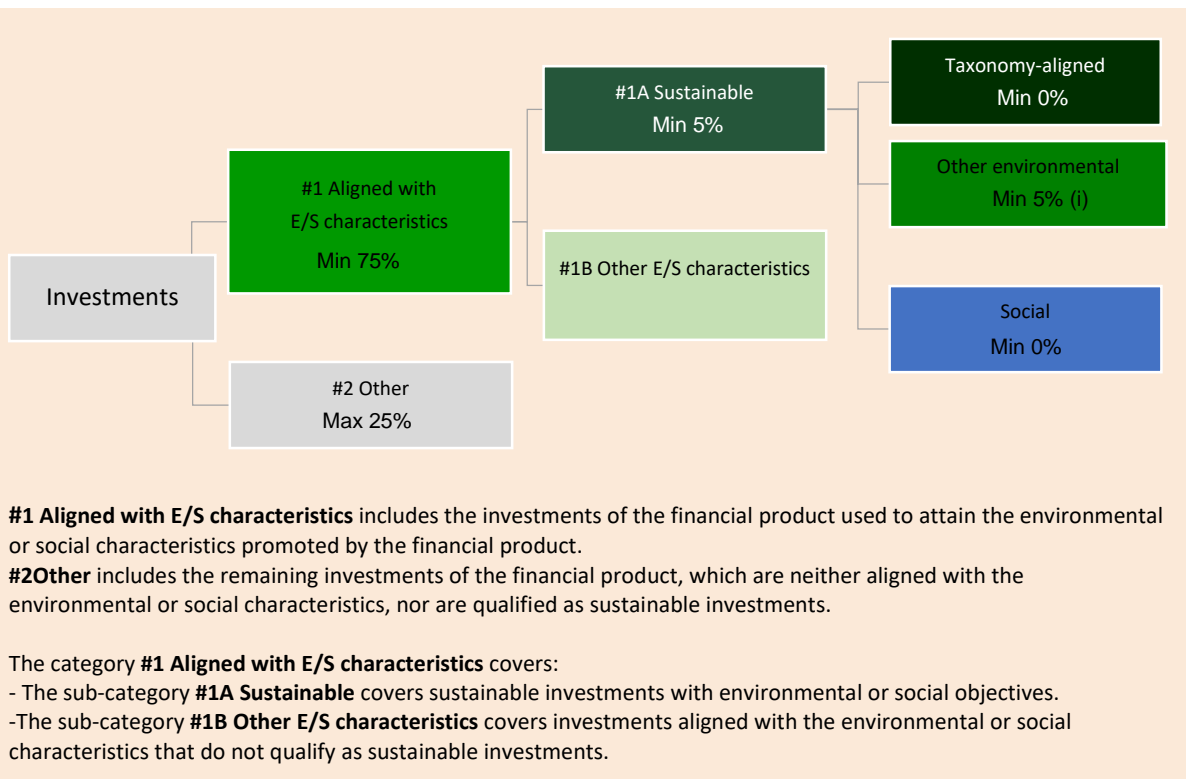 Investments
#1 Aligned with
E/S characteristics
Min 75%
#2 Other
Max 25%
#1A Sustainable
Min 5%
#1B Other E/S characteristics
Taxonomy-aligned
Min 0%
Other environmental
Min 5% (i)
Social
Min 0%
#1 Aligned with E/S characteristics includes the investments of the financial product used to attain the environmental
or social characteristics promoted by the financial product.
#2Other includes the remaining investments of the financial product, which are neither aligned with the
environmental or social characteristics, nor are qualified as sustainable investments.
The category #1 Aligned with E/S characteristics covers:
- The sub-category #1A Sustainable covers sustainable investments with environmental or social objectives.
-The sub-category #1B Other E/S characteristics covers investments aligned with the environmental or social
characteristics that do not qualify as sustainable investments.